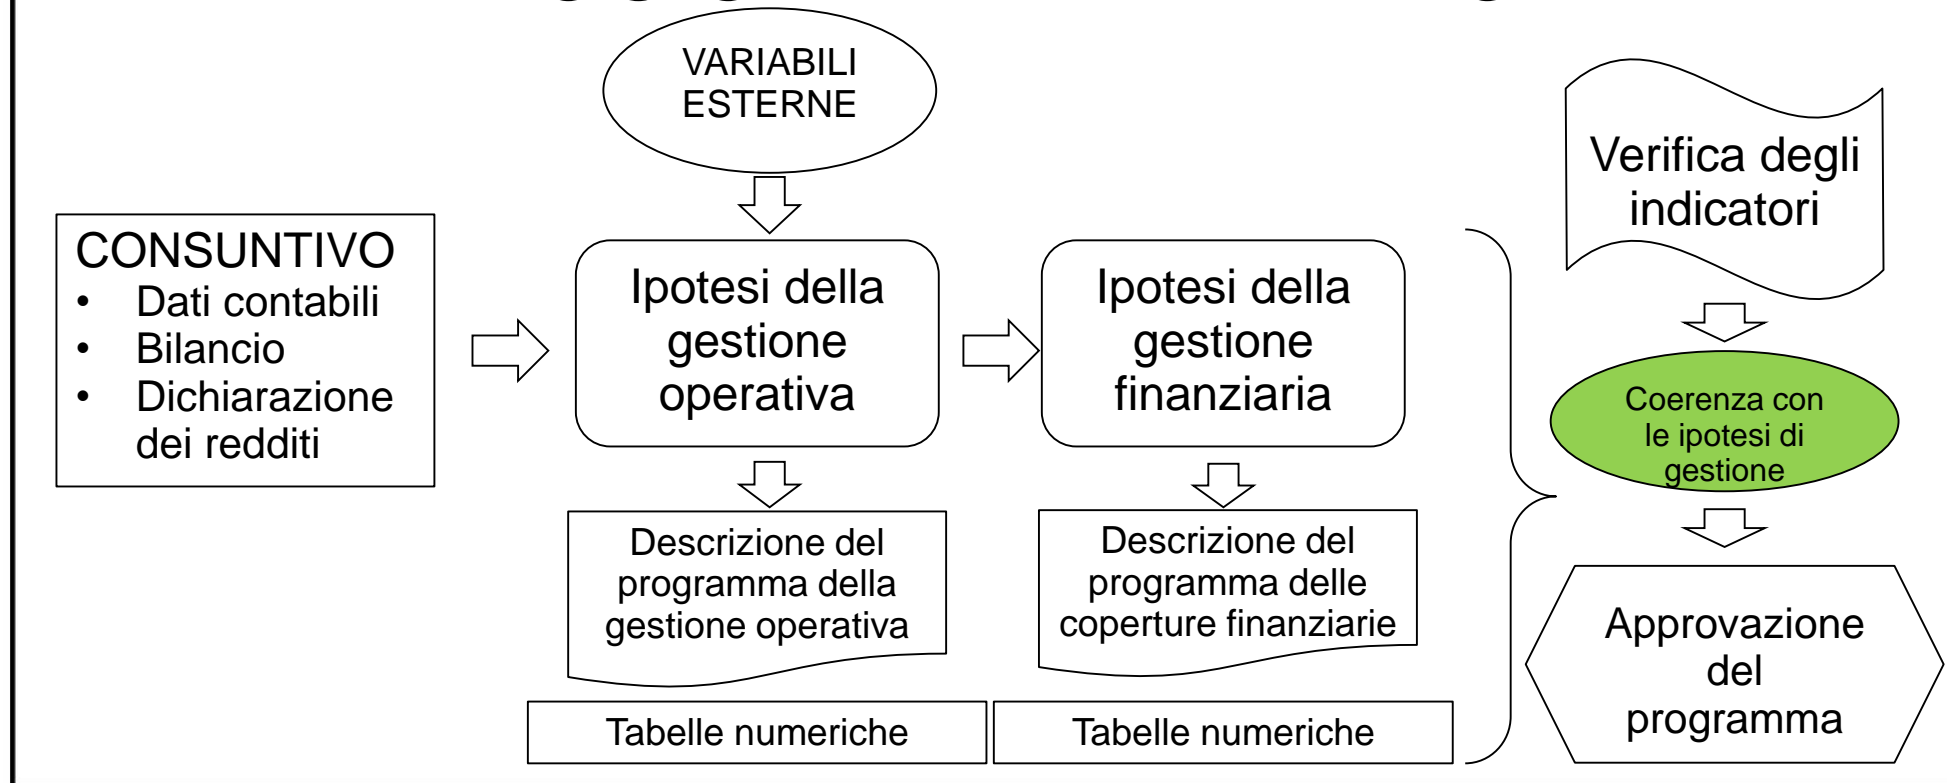 VARIABILI
ESTERNE
CONSUNTIVO
• Dati contabili
• Bilancio
• Dichiarazione
dei redditi
Ipotesi della
gestione
operativa
Ipotesi della
gestione
finanziaria
Descrizione del
programma della
gestione operativa
Descrizione del
programma delle
coperture finanziarie
Tabelle numeriche
Tabelle numeriche
Verifica degli
indicatori
Coerenza con
le ipotesi di
gestione
Approvazione
del
programma